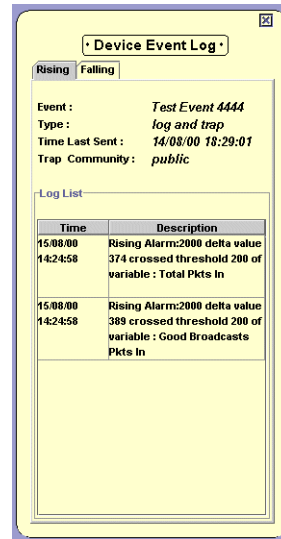 · Device Event Log ·
Rising Falling
Event : Test Event 4444
Type : log and trap
Time Last Sent : 14/08/00 18:29:01
Trap Community : public
Log List
Time Description
15/08/00 Rising Alarm:2000 delta value
14:24:58 374 crossed threshold 200 of
variable : Total Pkts In
15/08/00 Rising Alarm:2000 delta value
14:24:58 389 crossed threshold 200 of
variable : Good Broadcasts
Pkts In